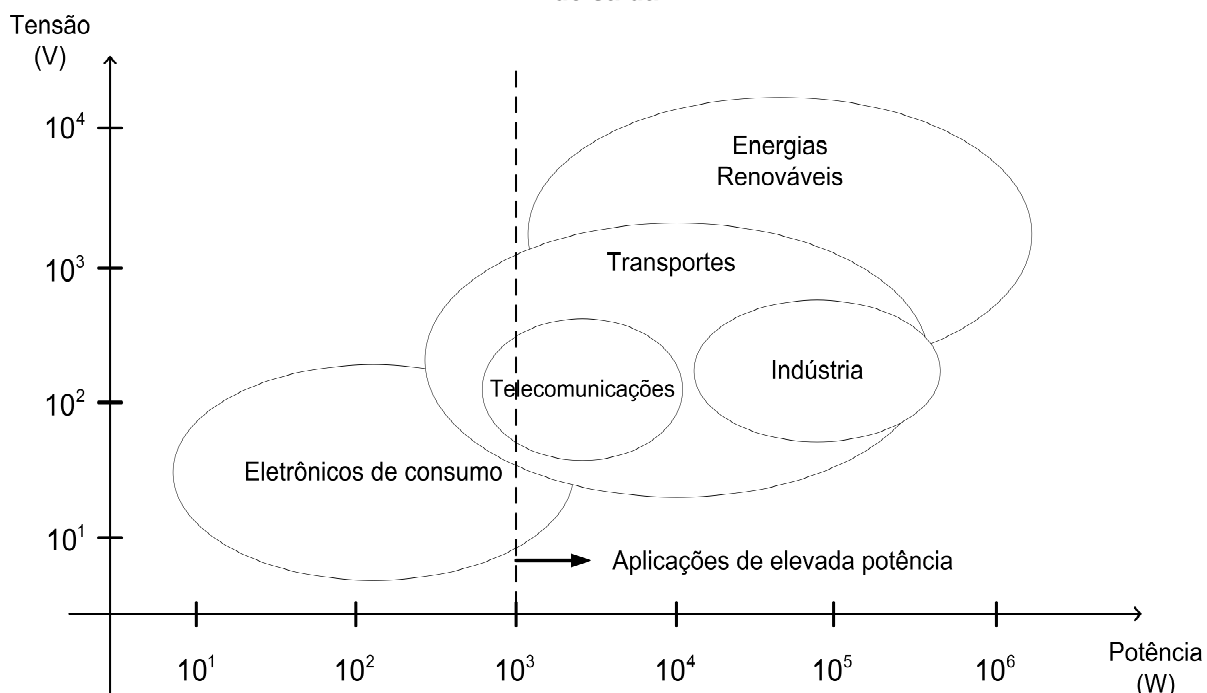 Tensão
(V)
10⁴
Energias
Renováveis
10³
Transportes
Indústria
Telecomunicações
10²
Eletrônicos de consumo
10¹
Aplicações de elevada potência
10¹ 10² 10³ 10⁴ 10⁵ 10⁶
Potência
(W)